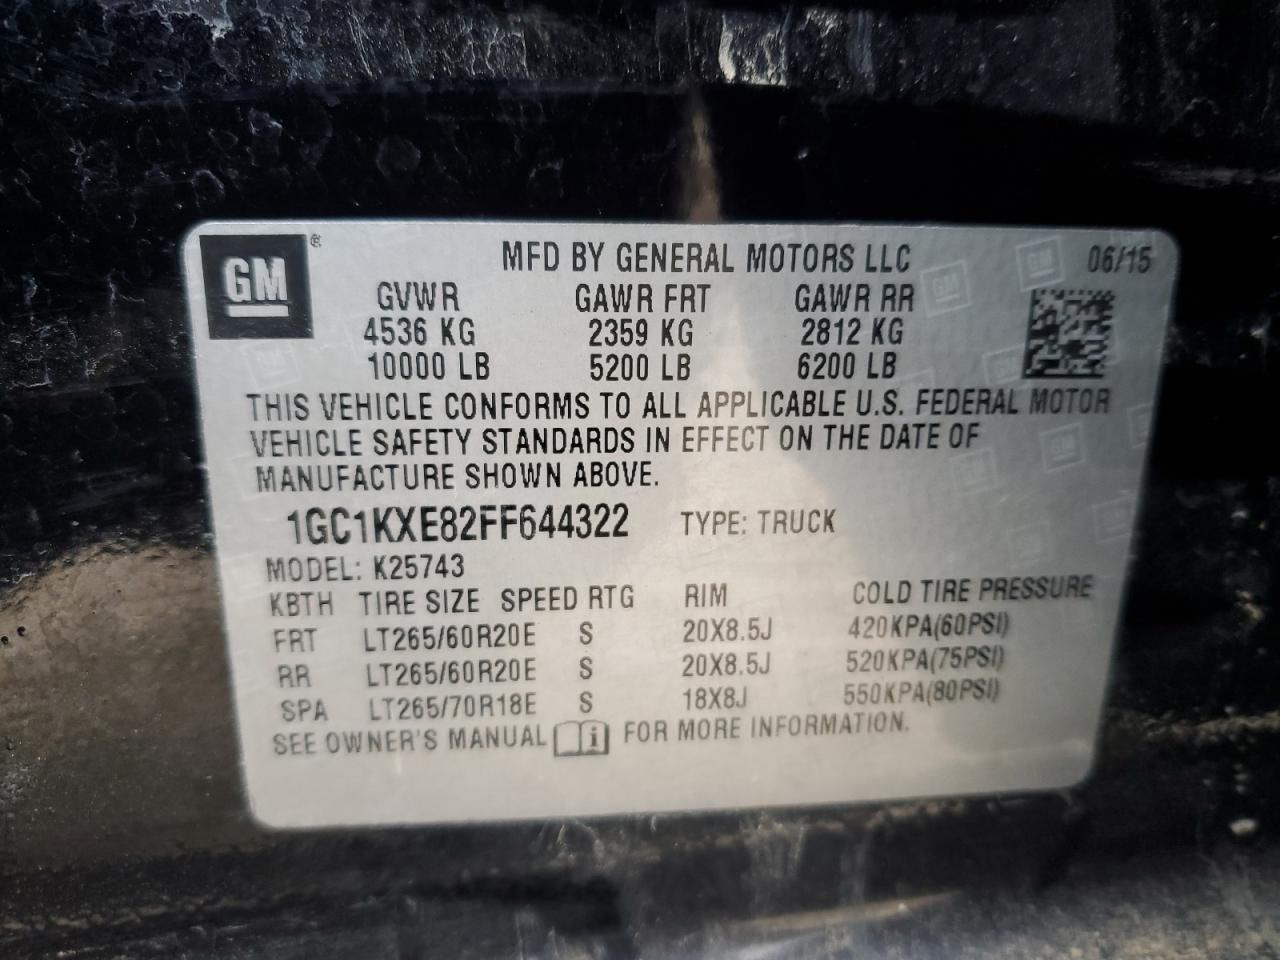 GM ®
MFD BY GENERAL MOTORS LLC 06/15
GVWR GAWR FRT GAWR RR
4536 KG 2359 KG 2812 KG
10000 LB 5200 LB 6200 LB
THIS VEHICLE CONFORMS TO ALL APPLICABLE U.S. FEDERAL MOTOR
VEHICLE SAFETY STANDARDS IN EFFECT ON THE DATE OF
MANUFACTURE SHOWN ABOVE.
1GC1KXE82FF644322 TYPE: TRUCK
MODEL: K25743
KBTH TIRE SIZE SPEED RTG RIM COLD TIRE PRESSURE
FRT LT265/60R20E S 20X8.5J 420KPA(60PSI)
RR LT265/60R20E S 20X8.5J 520KPA(75PSI)
SPA LT265/70R18E S 18X8J 550KPA(80PSI)
SEE OWNER'S MANUAL i FOR MORE INFORMATION.